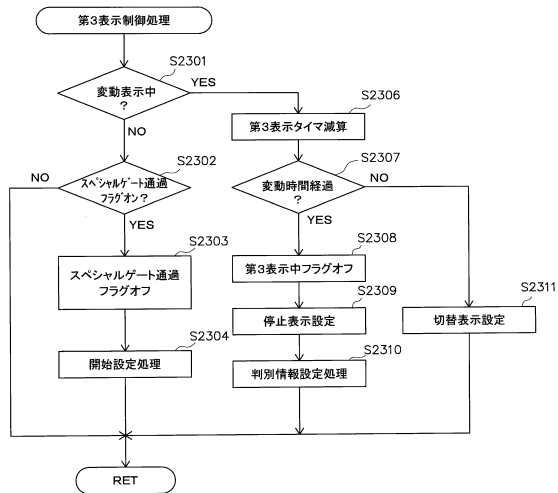 第3表示制御処理
S2301
変動表示中
?
YES
NO
S2306
第3表示タイマ減算
S2302
スペシャルゲート通過
フラグオン?
NO
YES
S2307
変動時間経過
?
NO
YES
S2303
スペシャルゲート通過
フラグオフ
S2308
第3表示中フラグオフ
S2309
停止表示設定
S2311
切替表示設定
S2304
開始設定処理
S2310
判別情報設定処理
RET